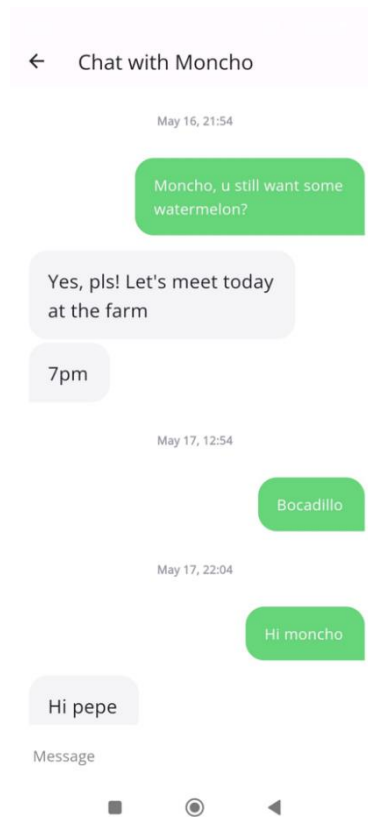 Chat with Moncho
May 16, 21:54
Moncho, u still want some
watermelon?
Yes, pls! Let's meet today
at the farm
7pm
May 17, 12:54
Bocadillo
May 17, 22:04
Hi moncho
Hi pepe
Message